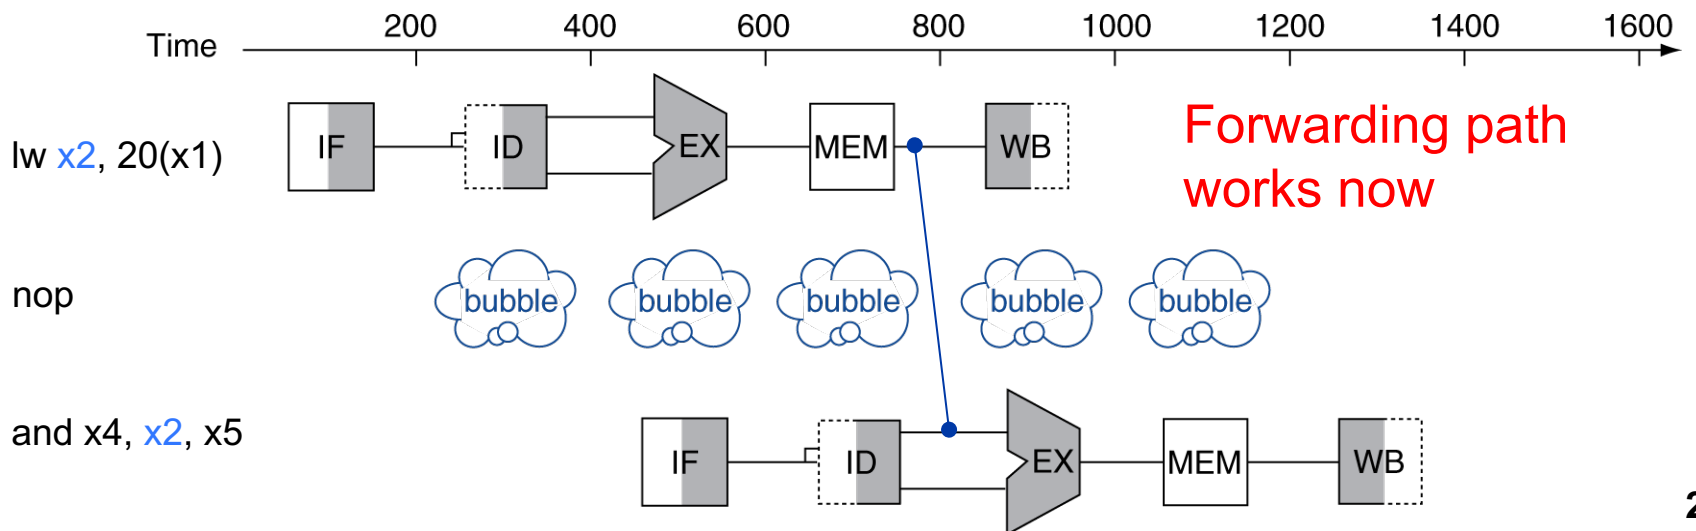 200 400 600 800 1000 1200 1400 1600
Time
lw x2, 20(x1) IF ID EX MEM WB
Forwarding path
works now
nop bubble bubble bubble bubble bubble
and x4, x2, x5 IF ID EX MEM WB